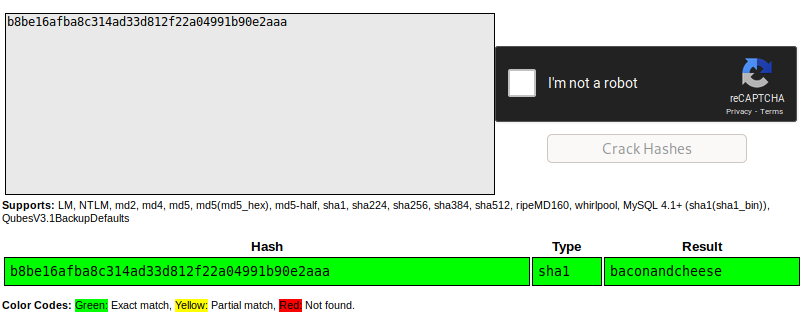 b8be16afba8c314ad33d812f22a04991b90e2aaa
I'm not a robot
reCAPTCHA
Privacy - Terms
Crack Hashes
Supports: LM, NTLM, md2, md4, md5, md5(md5_hex), md5-half, sha1, sha224, sha256, sha384, sha512, ripeMD160, whirlpool, MySQL 4.1+ (sha1(sha1_bin)),
QubesV3.1BackupDefaults
Hash Type Result
b8be16afba8c314ad33d812f22a04991b90e2aaa sha1 baconandcheese
Color Codes: Green: Exact match, Yellow: Partial match, Red: Not found.